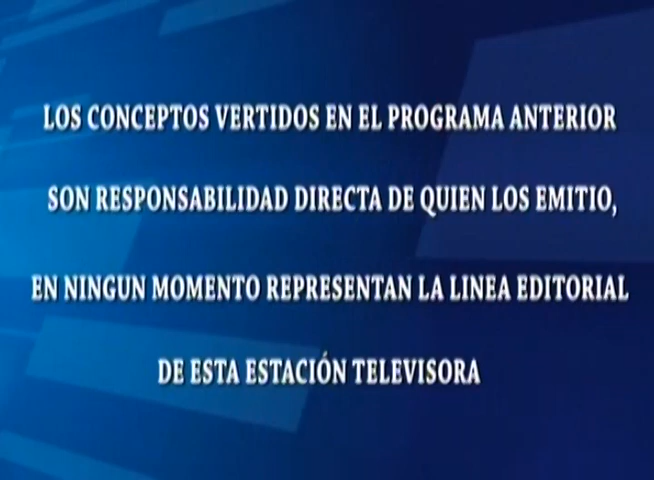 LOS CONCEPTOS VERTIDOS EN EL PROGRAMA ANTERIOR
SON RESPONSABILIDAD DIRECTA DE QUIEN LOS EMITIO,
EN NINGUN MOMENTO REPRESENTAN LA LINEA EDITORIAL
DE ESTA ESTACIÓN TELEVISORA